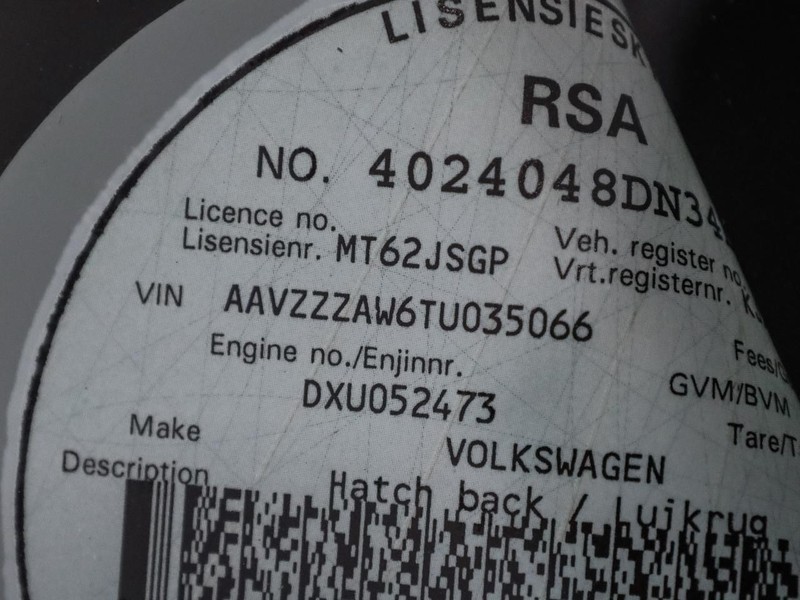 LISENSIESK
RSA
NO. 4024048DN34
Licence no.
Lisensienr. MT62JSGP
Veh. register no.
Vrt.registernr.
VIN AAVZZZAW6TU035066
Engine no./Enjinnr.
DXU052473
Fees/
GVM/BVM
Tare/T
Make VOLKSWAGEN
Description Hatch back / Luikrug